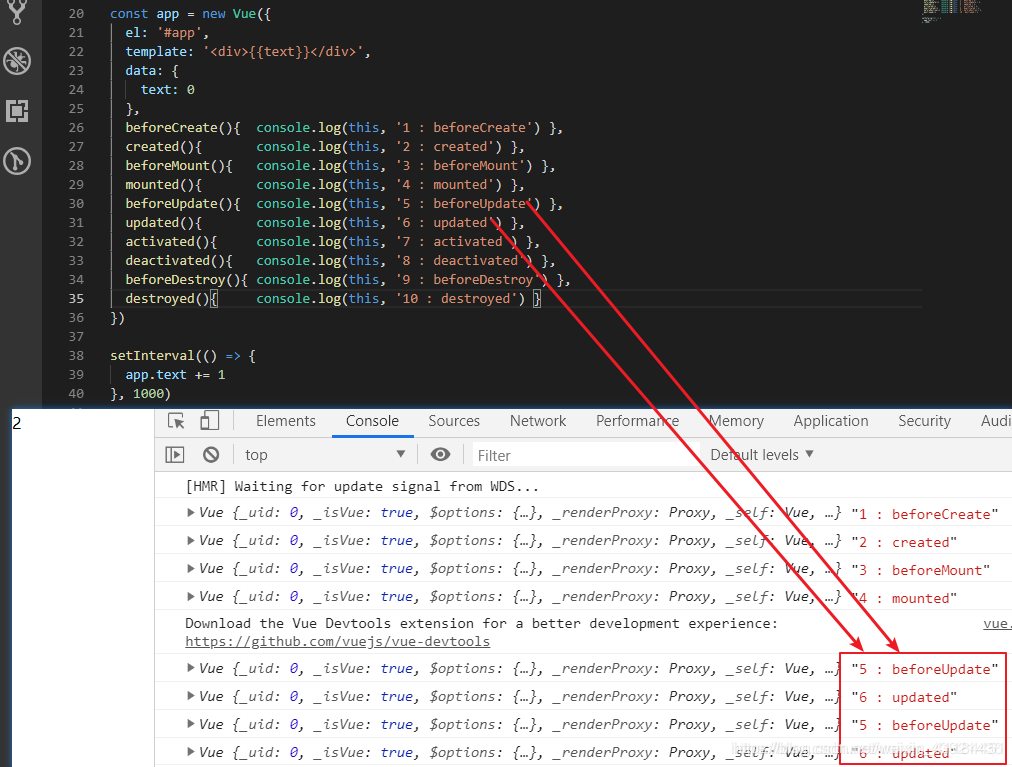 20 const app = new Vue({
21 el: '#app',
22 template: '<div>{{text}}</div>',
23 data: {
24 text: 0
25 },
26 beforeCreate(){ console.log(this, '1 : beforeCreate') },
27 created(){ console.log(this, '2 : created') },
28 beforeMount(){ console.log(this, '3 : beforeMount') },
29 mounted(){ console.log(this, '4 : mounted') },
30 beforeUpdate(){ console.log(this, '5 : beforeUpdate') },
31 updated(){ console.log(this, '6 : updated') },
32 activated(){ console.log(this, '7 : activated') },
33 deactivated(){ console.log(this, '8 : deactivated') },
34 beforeDestroy(){ console.log(this, '9 : beforeDestroy') },
35 destroyed(){ console.log(this, '10 : destroyed') }
36 })
37
38 setInterval(() => {
39 app.text += 1
40 }, 1000)
2
Elements Console Sources Network Performance Memory Application Security Audi
top Filter Default levels
[HMR] Waiting for update signal from WDS...
Vue {_uid: 0, _isVue: true, $options: {…}, _renderProxy: Proxy, _self: Vue, …} "1 : beforeCreate"
Vue {_uid: 0, _isVue: true, $options: {…}, _renderProxy: Proxy, _self: Vue, …} "2 : created"
Vue {_uid: 0, _isVue: true, $options: {…}, _renderProxy: Proxy, _self: Vue, …} "3 : beforeMount"
Vue {_uid: 0, _isVue: true, $options: {…}, _renderProxy: Proxy, _self: Vue, …} "4 : mounted"
Download the Vue Devtools extension for a better development experience: vue.
https://github.com/vuejs/vue-devtools
Vue {_uid: 0, _isVue: true, $options: {…}, _renderProxy: Proxy, _self: Vue, …} "5 : beforeUpdate"
Vue {_uid: 0, _isVue: true, $options: {…}, _renderProxy: Proxy, _self: Vue, …} "6 : updated"
Vue {_uid: 0, _isVue: true, $options: {…}, _renderProxy: Proxy, _self: Vue, …} "5 : beforeUpdate"
Vue {_uid: 0, _isVue: true, $options: {…}, _renderProxy: Proxy, _self: Vue, …} "6 : updated"